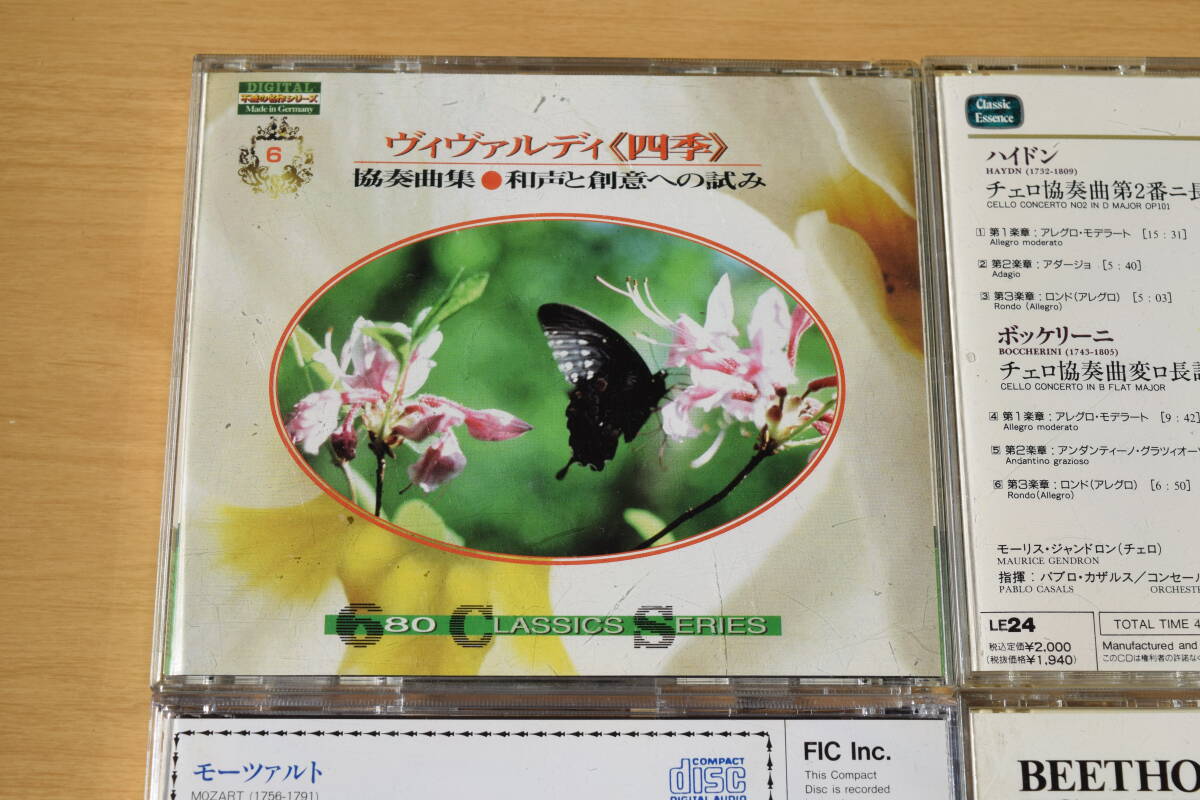 DIGITAL
不滅の名作シリーズ
Made in Germany
6
ヴィヴァルディ《四季》
協奏曲集●和声と創意への試み
680 CLASSICS SERIES
Classic
Essence
ハイドン
HAYDN (1732-1809)
チェロ協奏曲第2番ニ長
CELLO CONCERTO NO2 IN D MAJOR OP101
1 第1楽章：アレグロ・モデラート [15：31]
Allegro moderato
2 第2楽章：アダージョ [5：40]
Adagio
3 第3楽章：ロンド(アレグロ) [5：03]
Rondo (Allegro)
ボッケリーニ
BOCCHERINI (1743-1805)
チェロ協奏曲変ロ長調
CELLO CONCERTO IN B FLAT MAJOR
4 第1楽章：アレグロ・モデラート [9：42]
Allegro moderato
5 第2楽章：アンダンティーノ・グラツィオー
Andantino grazioso
6 第3楽章：ロンド(アレグロ) [6：50]
Rondo(Allegro)
モーリス・ジャンドロン(チェロ)
MAURICE GENDRON
指揮：パブロ・カザルス／コンセール
PABLO CASALS ORCHESTRE
LE24
税込定価¥2,000
(税抜価格¥1,940)
TOTAL TIME 4
Manufactured and
このCDは権利者の許諾な
モーツァルト
MOZART (1756-1791)
COMPACT
disc
DIGITAL AUDIO
FIC Inc.
This Compact
Disc is recorded
BEETHO